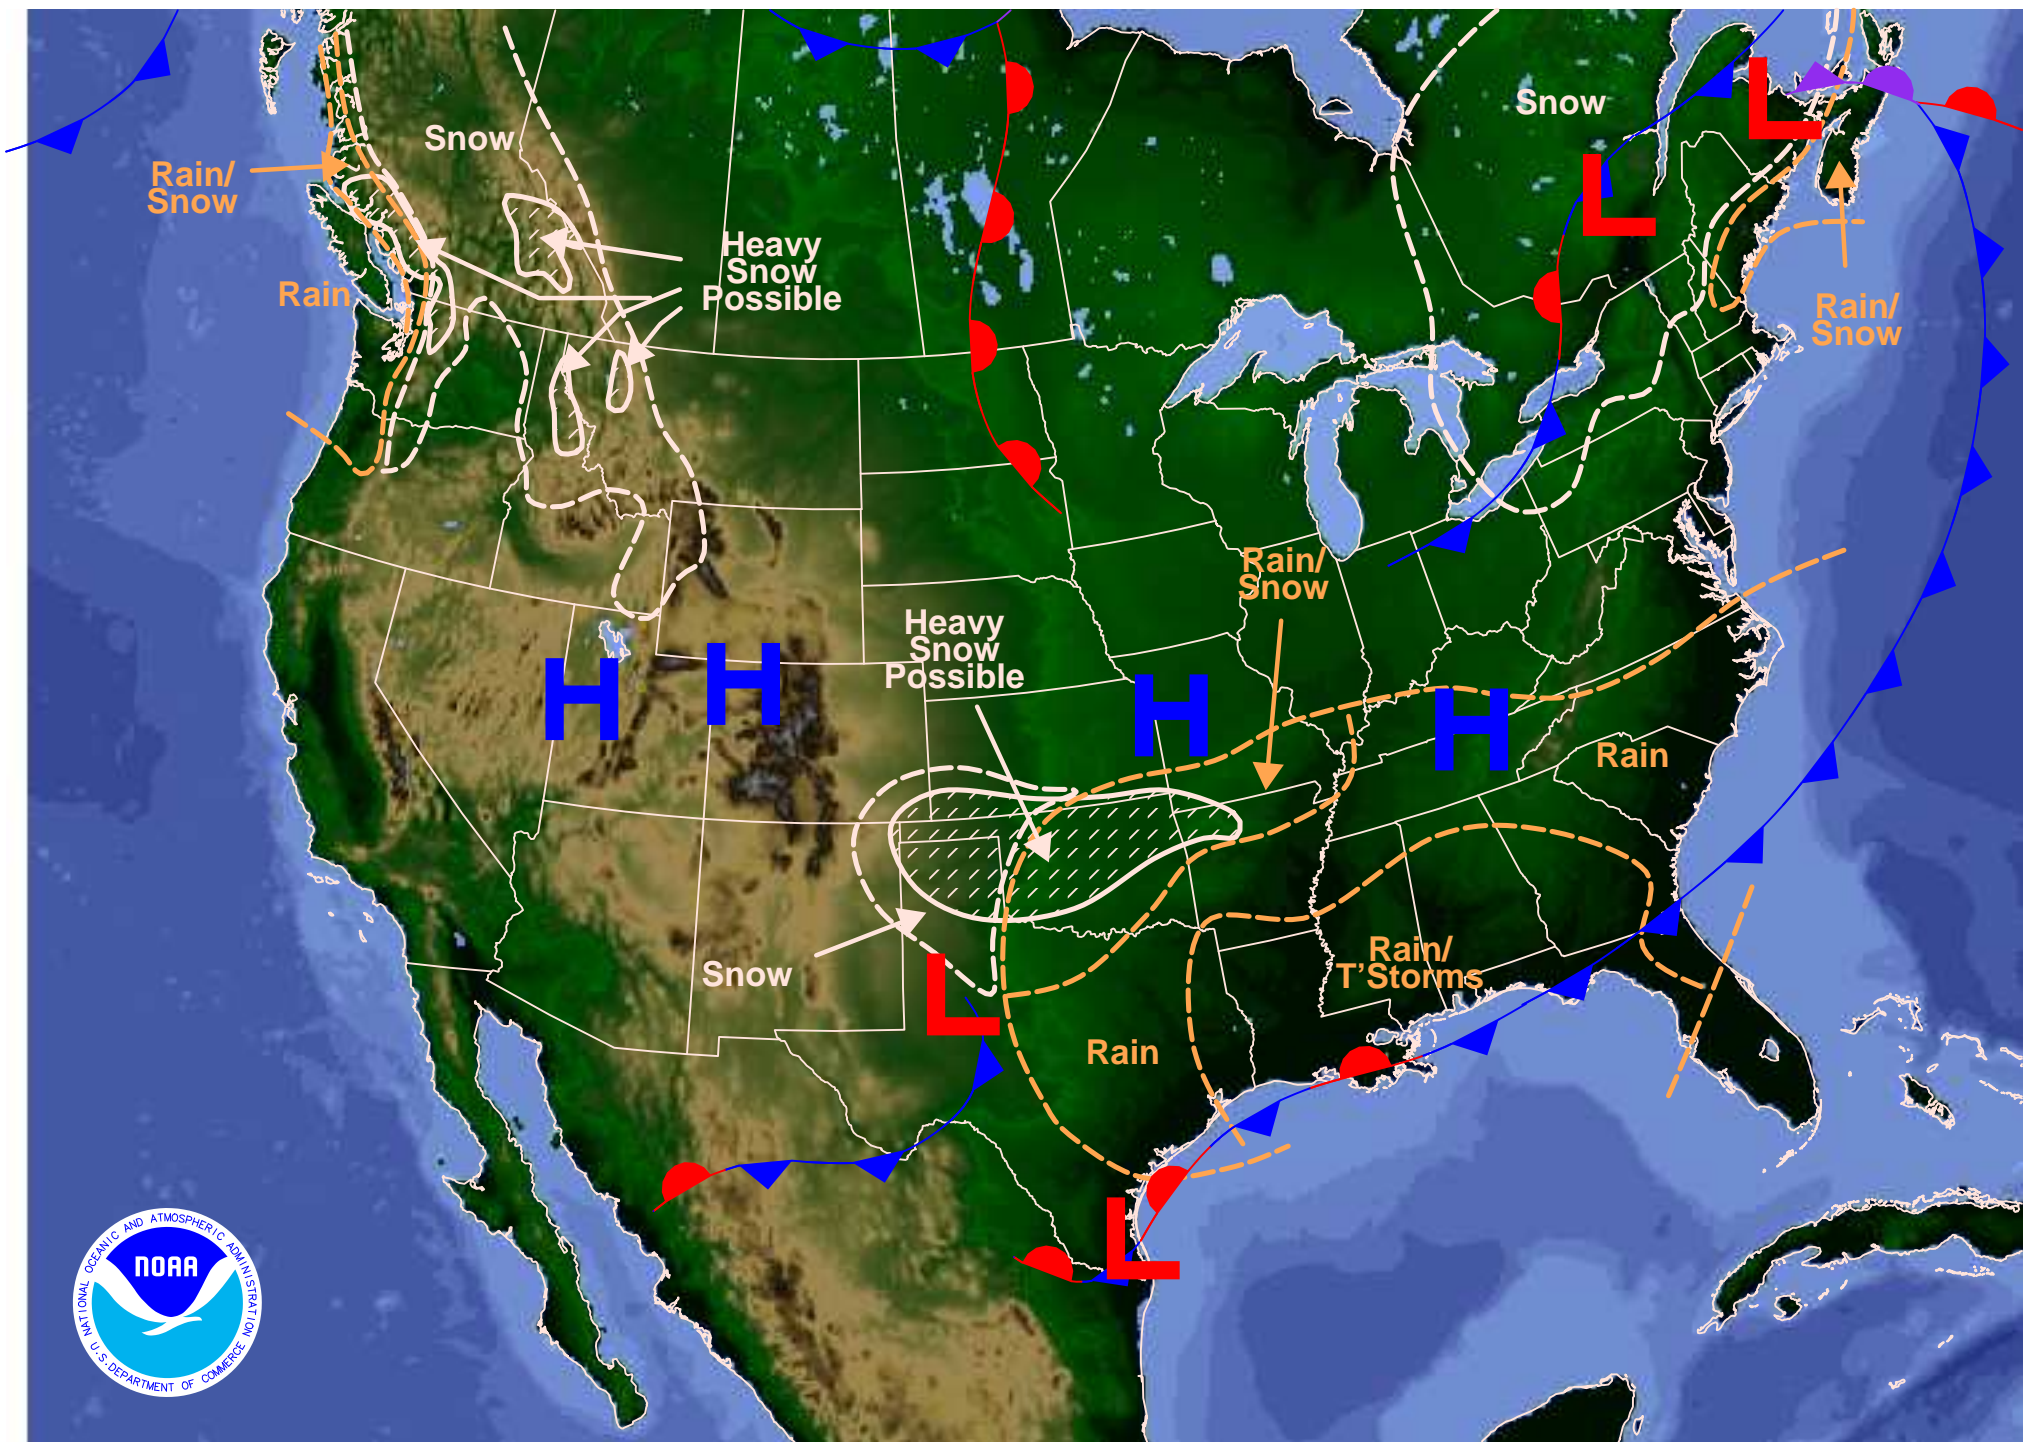 Snow
Snow
Rain/
Snow
Heavy
Snow
Possible
Rain
Rain/
Snow
Rain/
Snow
Heavy
Snow
Possible
H
H
H
H
L
L
Rain
Snow
Rain/
T'Storms
L
Rain
L
NATIONAL OCEANIC AND ATMOSPHERIC ADMINISTRATION
NOAA
U.S. DEPARTMENT OF COMMERCE